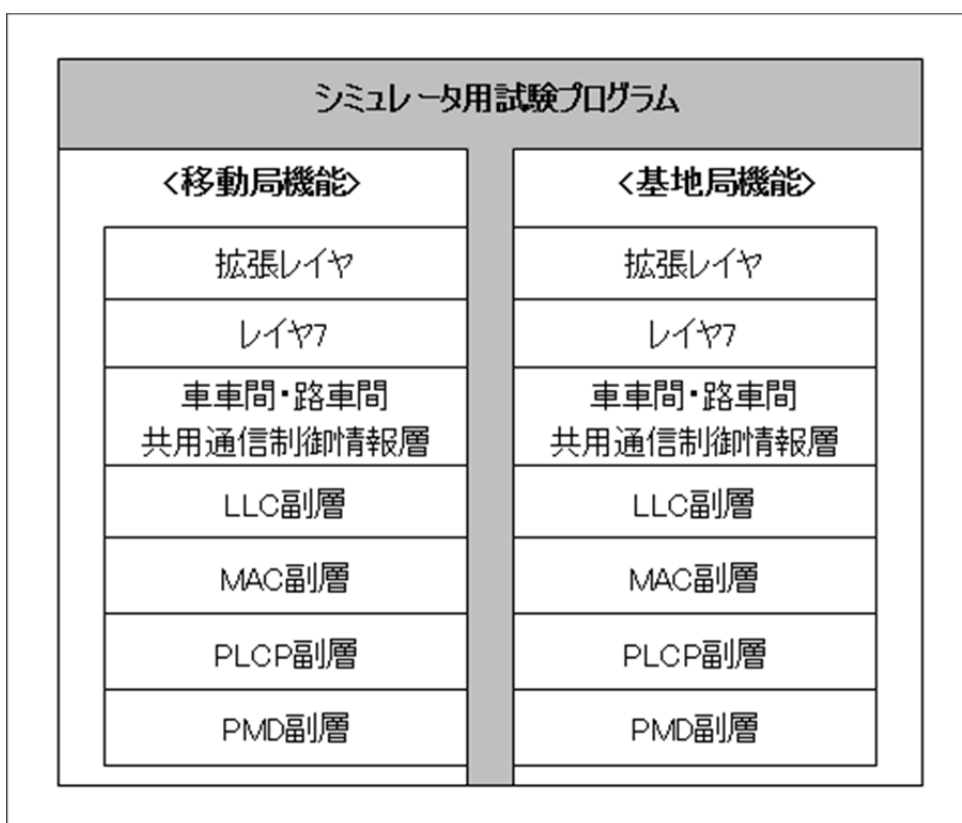 シミュレータ用試験プログラム
<移動局機能>
拡張レイヤ
レイヤ7
車車間・路車間
共用通信制御情報層
LLC副層
MAC副層
PLCP副層
PMD副層
<基地局機能>
拡張レイヤ
レイヤ7
車車間・路車間
共用通信制御情報層
LLC副層
MAC副層
PLCP副層
PMD副層